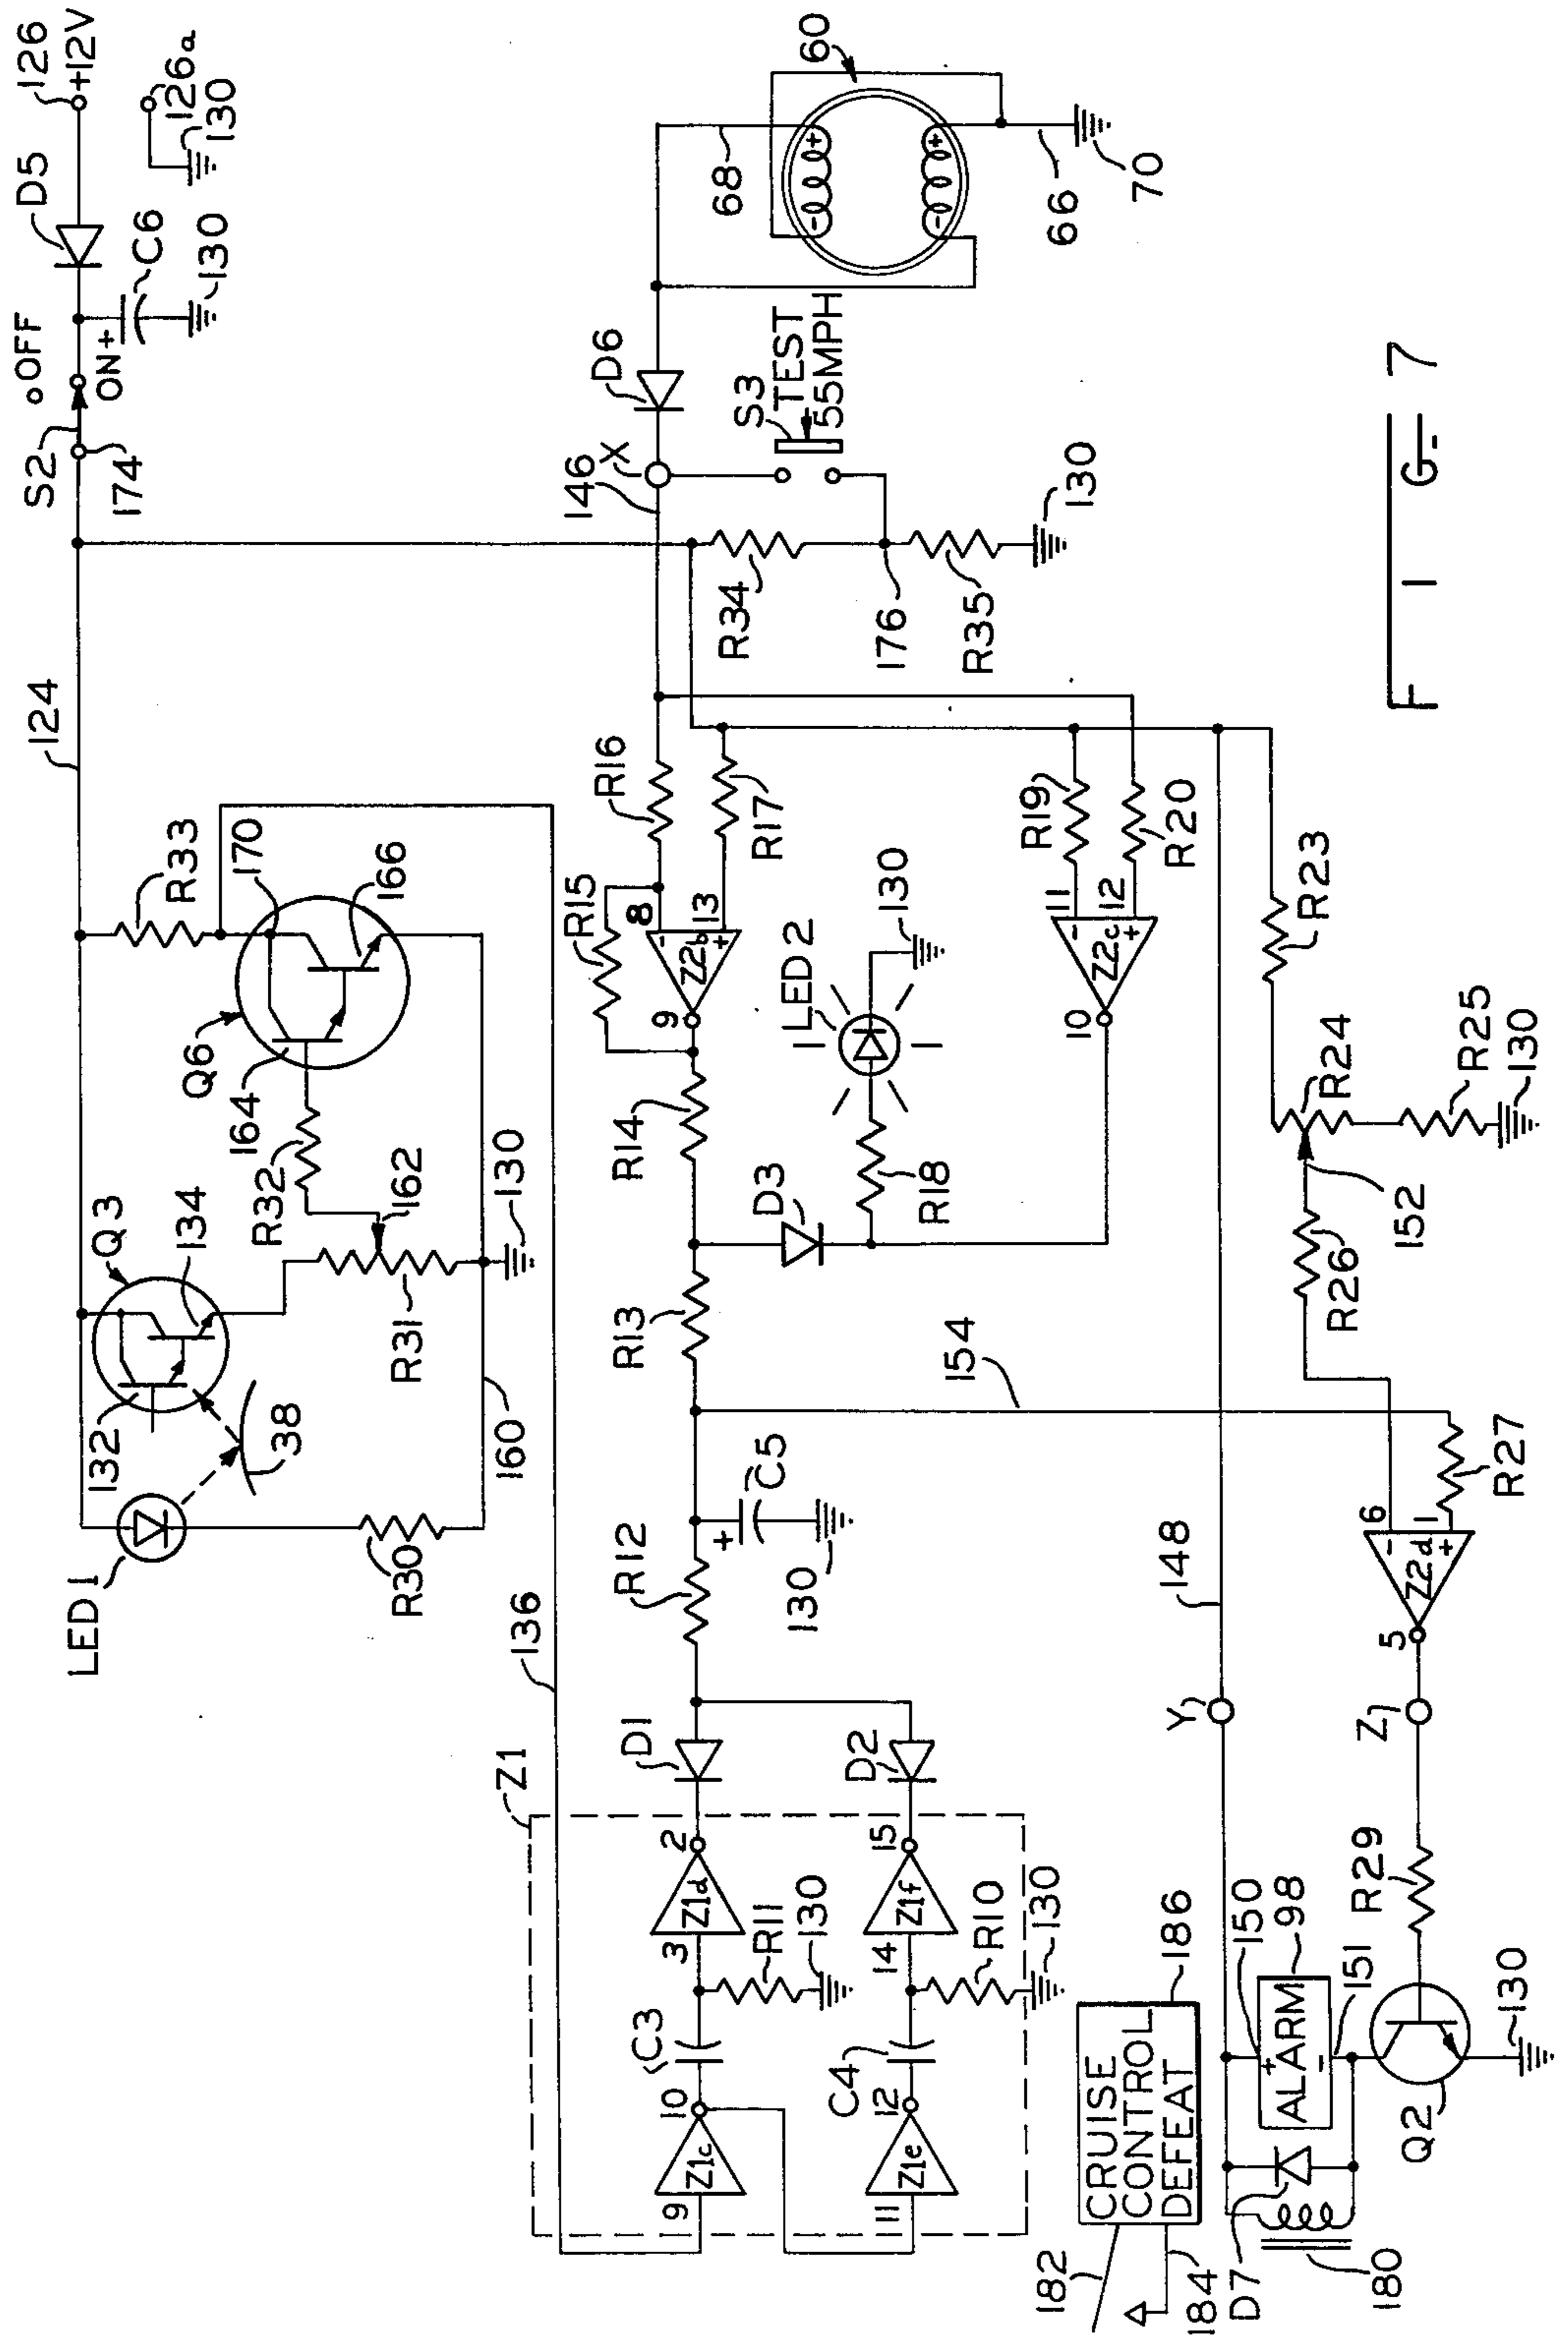 126
+12V
D5
126a
130
C6
130
OFF
ON
+
S2
174
124
60
68
+
-
+
-
66
70
D6
S3
TEST
55MPH
X
146
130
R34
176
R35
R33
170
166
Q6
164
R32
162
130
Q3
134
R31
132
38
160
LED1
R30
136
R16
R15
8
-
13
+
Z2b
9
R17
R14
LED2
130
R18
D3
R13
R19
11
-
12
+
Z2c
10
R20
R23
R24
R25
130
152
R26
154
R12
+
C5
130
148
6
-
1
+
Z2d
5
R27
D1
D2
Z1
2
Z1d
3
R11
130
15
Z1f
14
R10
130
C3
10
Z1c
9
C4
12
Z1e
11
Y
Z
R29
186
CRUISE
CONTROL
DEFEAT
182
184
150
98
+
ALARM
-
151
130
Q2
D7
180
FIG-7